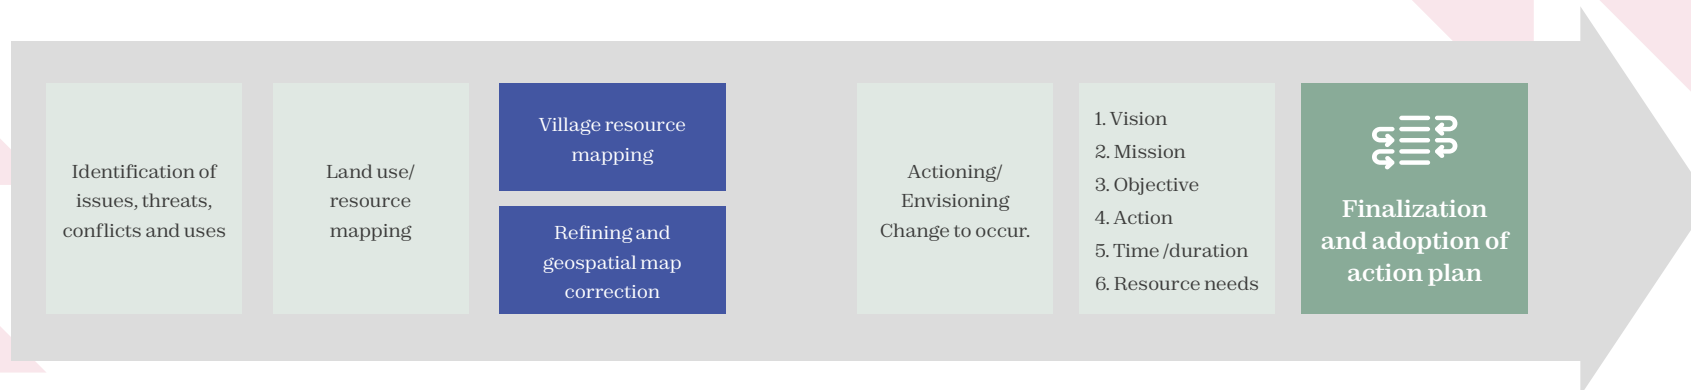 Identification of
issues, threats,
conflicts and uses
Land use/
resource
mapping
Village resource
mapping
Refining and
geospatial map
correction
Actioning/
Envisioning
Change to occur.
1. Vision
2. Mission
3. Objective
4. Action
5. Time /duration
6. Resource needs
Finalization
and adoption of
action plan